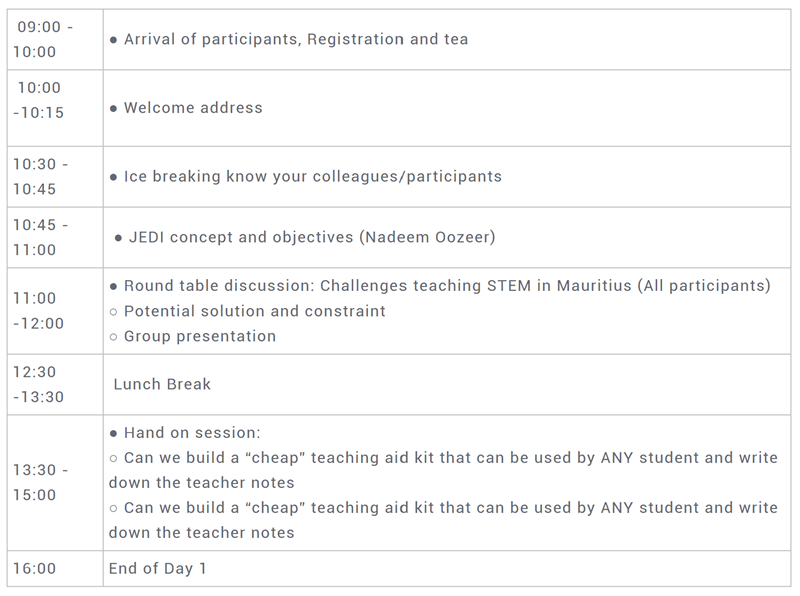 09:00 -
10:00
● Arrival of participants, Registration and tea
10:00
-10:15
● Welcome address
10:30 -
10:45
● Ice breaking know your colleagues/participants
10:45 -
11:00
● JEDI concept and objectives (Nadeem Oozeer)
11:00
-12:00
● Round table discussion: Challenges teaching STEM in Mauritius (All participants)
○ Potential solution and constraint
○ Group presentation
12:30
-13:30
Lunch Break
13:30 -
15:00
● Hand on session:
○ Can we build a “cheap” teaching aid kit that can be used by ANY student and write
down the teacher notes
○ Can we build a “cheap” teaching aid kit that can be used by ANY student and write
down the teacher notes
16:00
End of Day 1